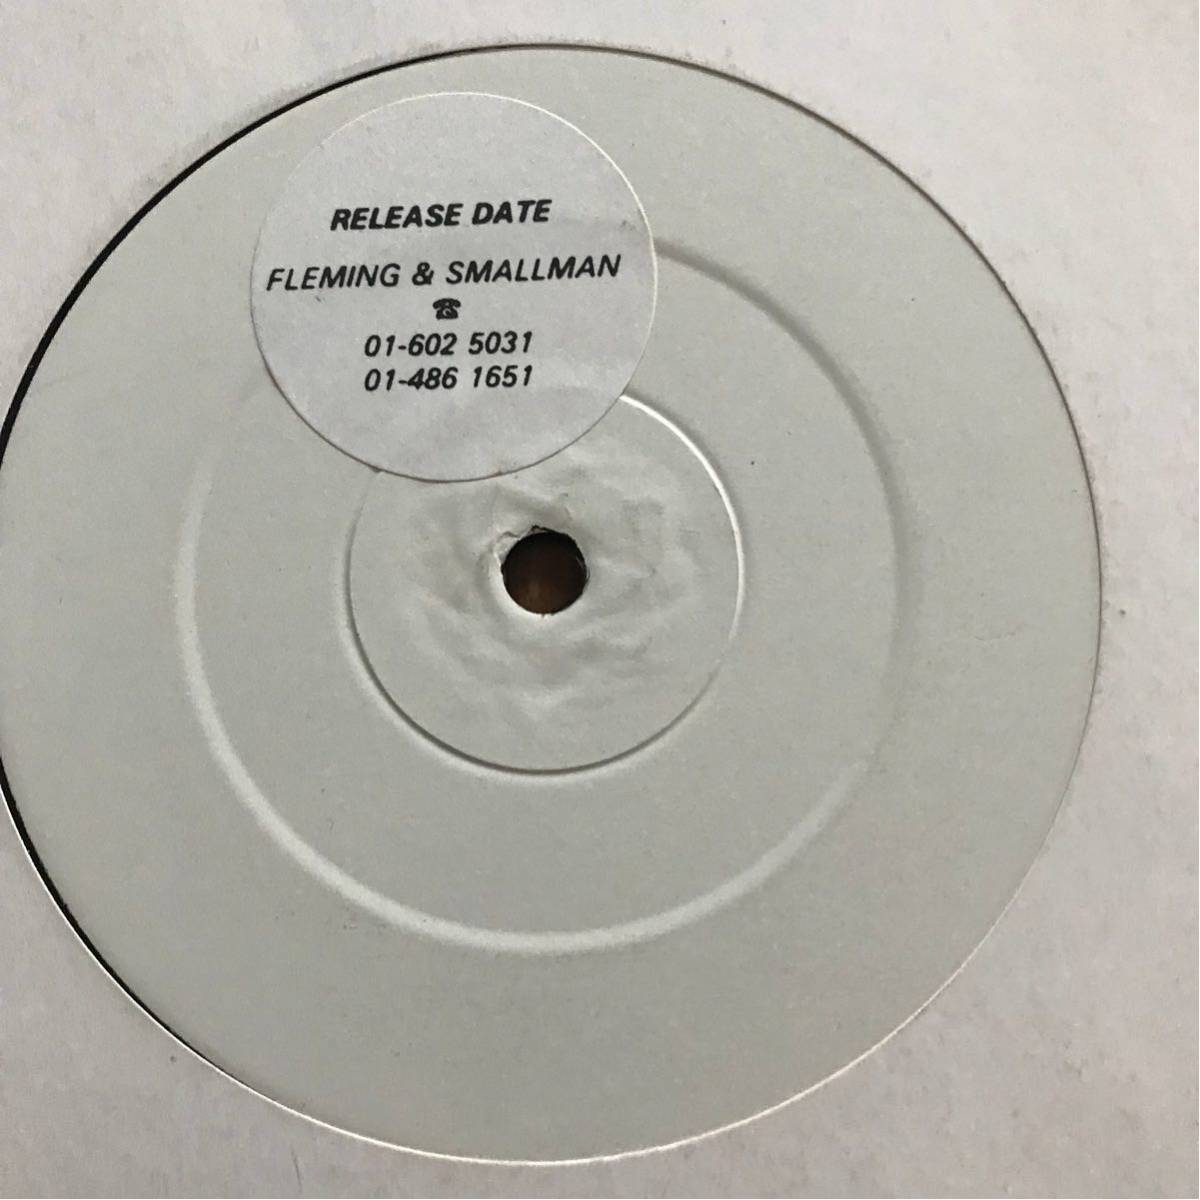 RELEASE DATE
FLEMING & SMALLMAN
☎
01-602 5031
01-486 1651